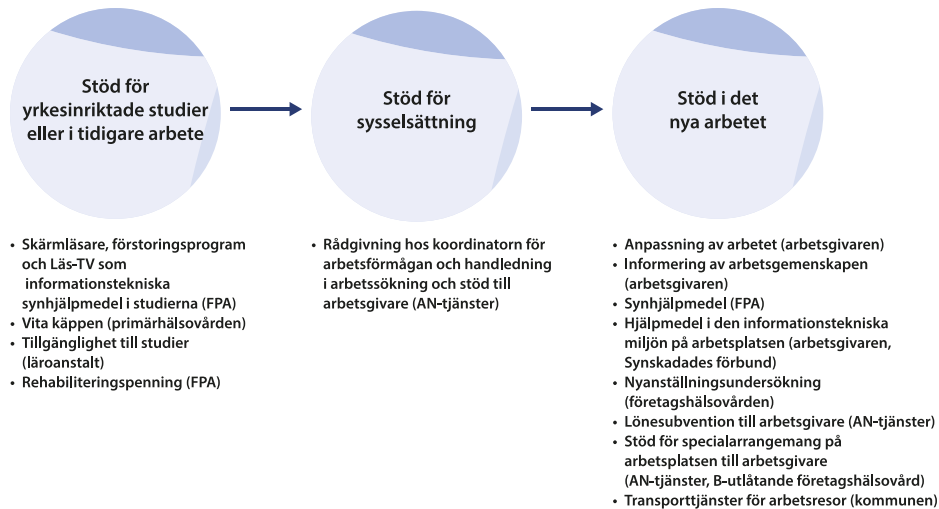 Stöd för
yrkesinriktade studier
eller i tidigare arbete
Stöd för
sysselsättning
Stöd i det
nya arbetet
• Skärmläsare, förstoringsprogram
och Läs-TV som
informationstekniska
synhjälpmedel i studierna (FPA)
• Vita käppen (primärhälsovården)
• Tillgänglighet till studier
(läroanstalt)
• Rehabiliteringspenning (FPA)
• Rådgivning hos koordinatorn för
arbetsförmågan och handledning
i arbetssökning och stöd till
arbetsgivare (AN-tjänster)
• Anpassning av arbetet (arbetsgivaren)
• Informering av arbetsgemenskapen
(arbetsgivaren)
• Synhjälpmedel (FPA)
• Hjälpmedel i den informationstekniska
miljön på arbetsplatsen (arbetsgivaren,
Synskadades förbund)
• Nyanställningsundersökning
(företagshälsovården)
• Lönesubvention till arbetsgivare (AN-tjänster)
• Stöd för specialarrangemang på
arbetsplatsen till arbetsgivare
(AN-tjänster, B-utlåtande företagshälsovård)
• Transporttjänster för arbetsresor (kommunen)